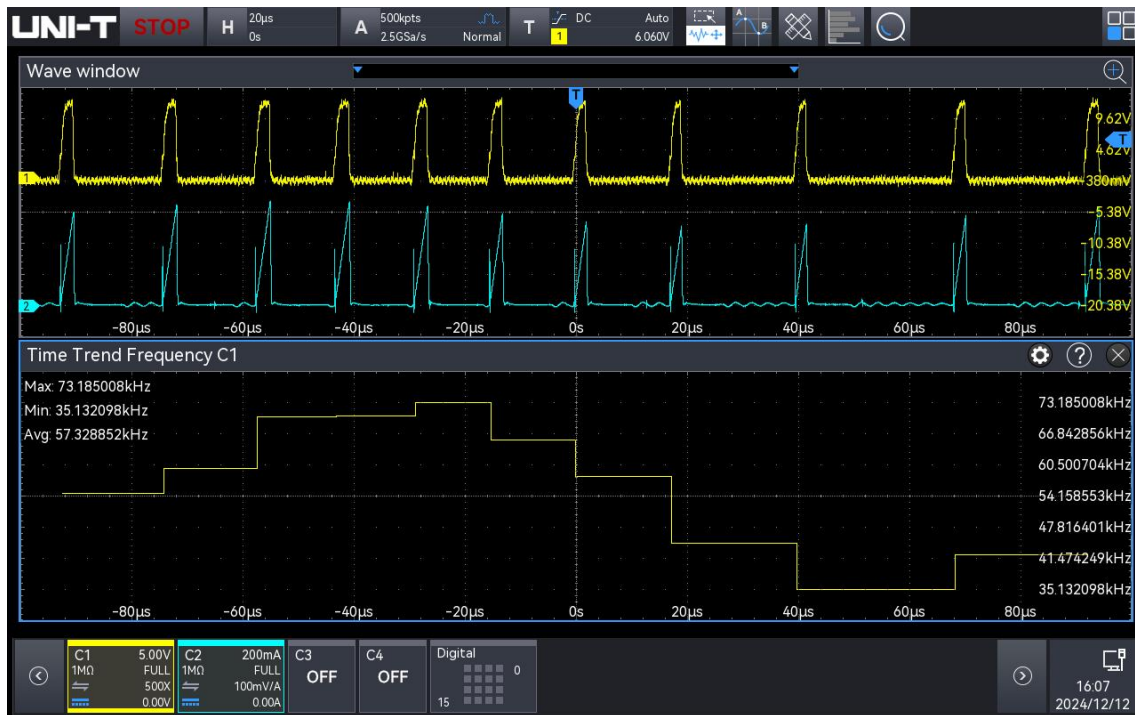 UNI-T STOP H 20µs 0s A 500kpts 2.5GSa/s Normal T 1 DC Auto 6.060V A B
Wave window
T
9.62V
T
4.62V
1
-380mV
-5.38V
-10.38V
-15.38V
2
-20.38V
-80µs -60µs -40µs -20µs 0s 20µs 40µs 60µs 80µs
Time Trend Frequency C1 ?
Max: 73.185008kHz 73.185008kHz
Min: 35.132098kHz
66.842856kHz
Avg: 57.328852kHz
60.500704kHz
54.158553kHz
47.816401kHz
41.474249kHz
35.132098kHz
-80µs -60µs -40µs -20µs 0s 20µs 40µs 60µs 80µs
C1 5.00V C2 200mA C3 C4 Digital
1MΩ FULL 1MΩ FULL OFF OFF 0
500X 100mV/A
0.00V 0.00A 15
16:07
2024/12/12